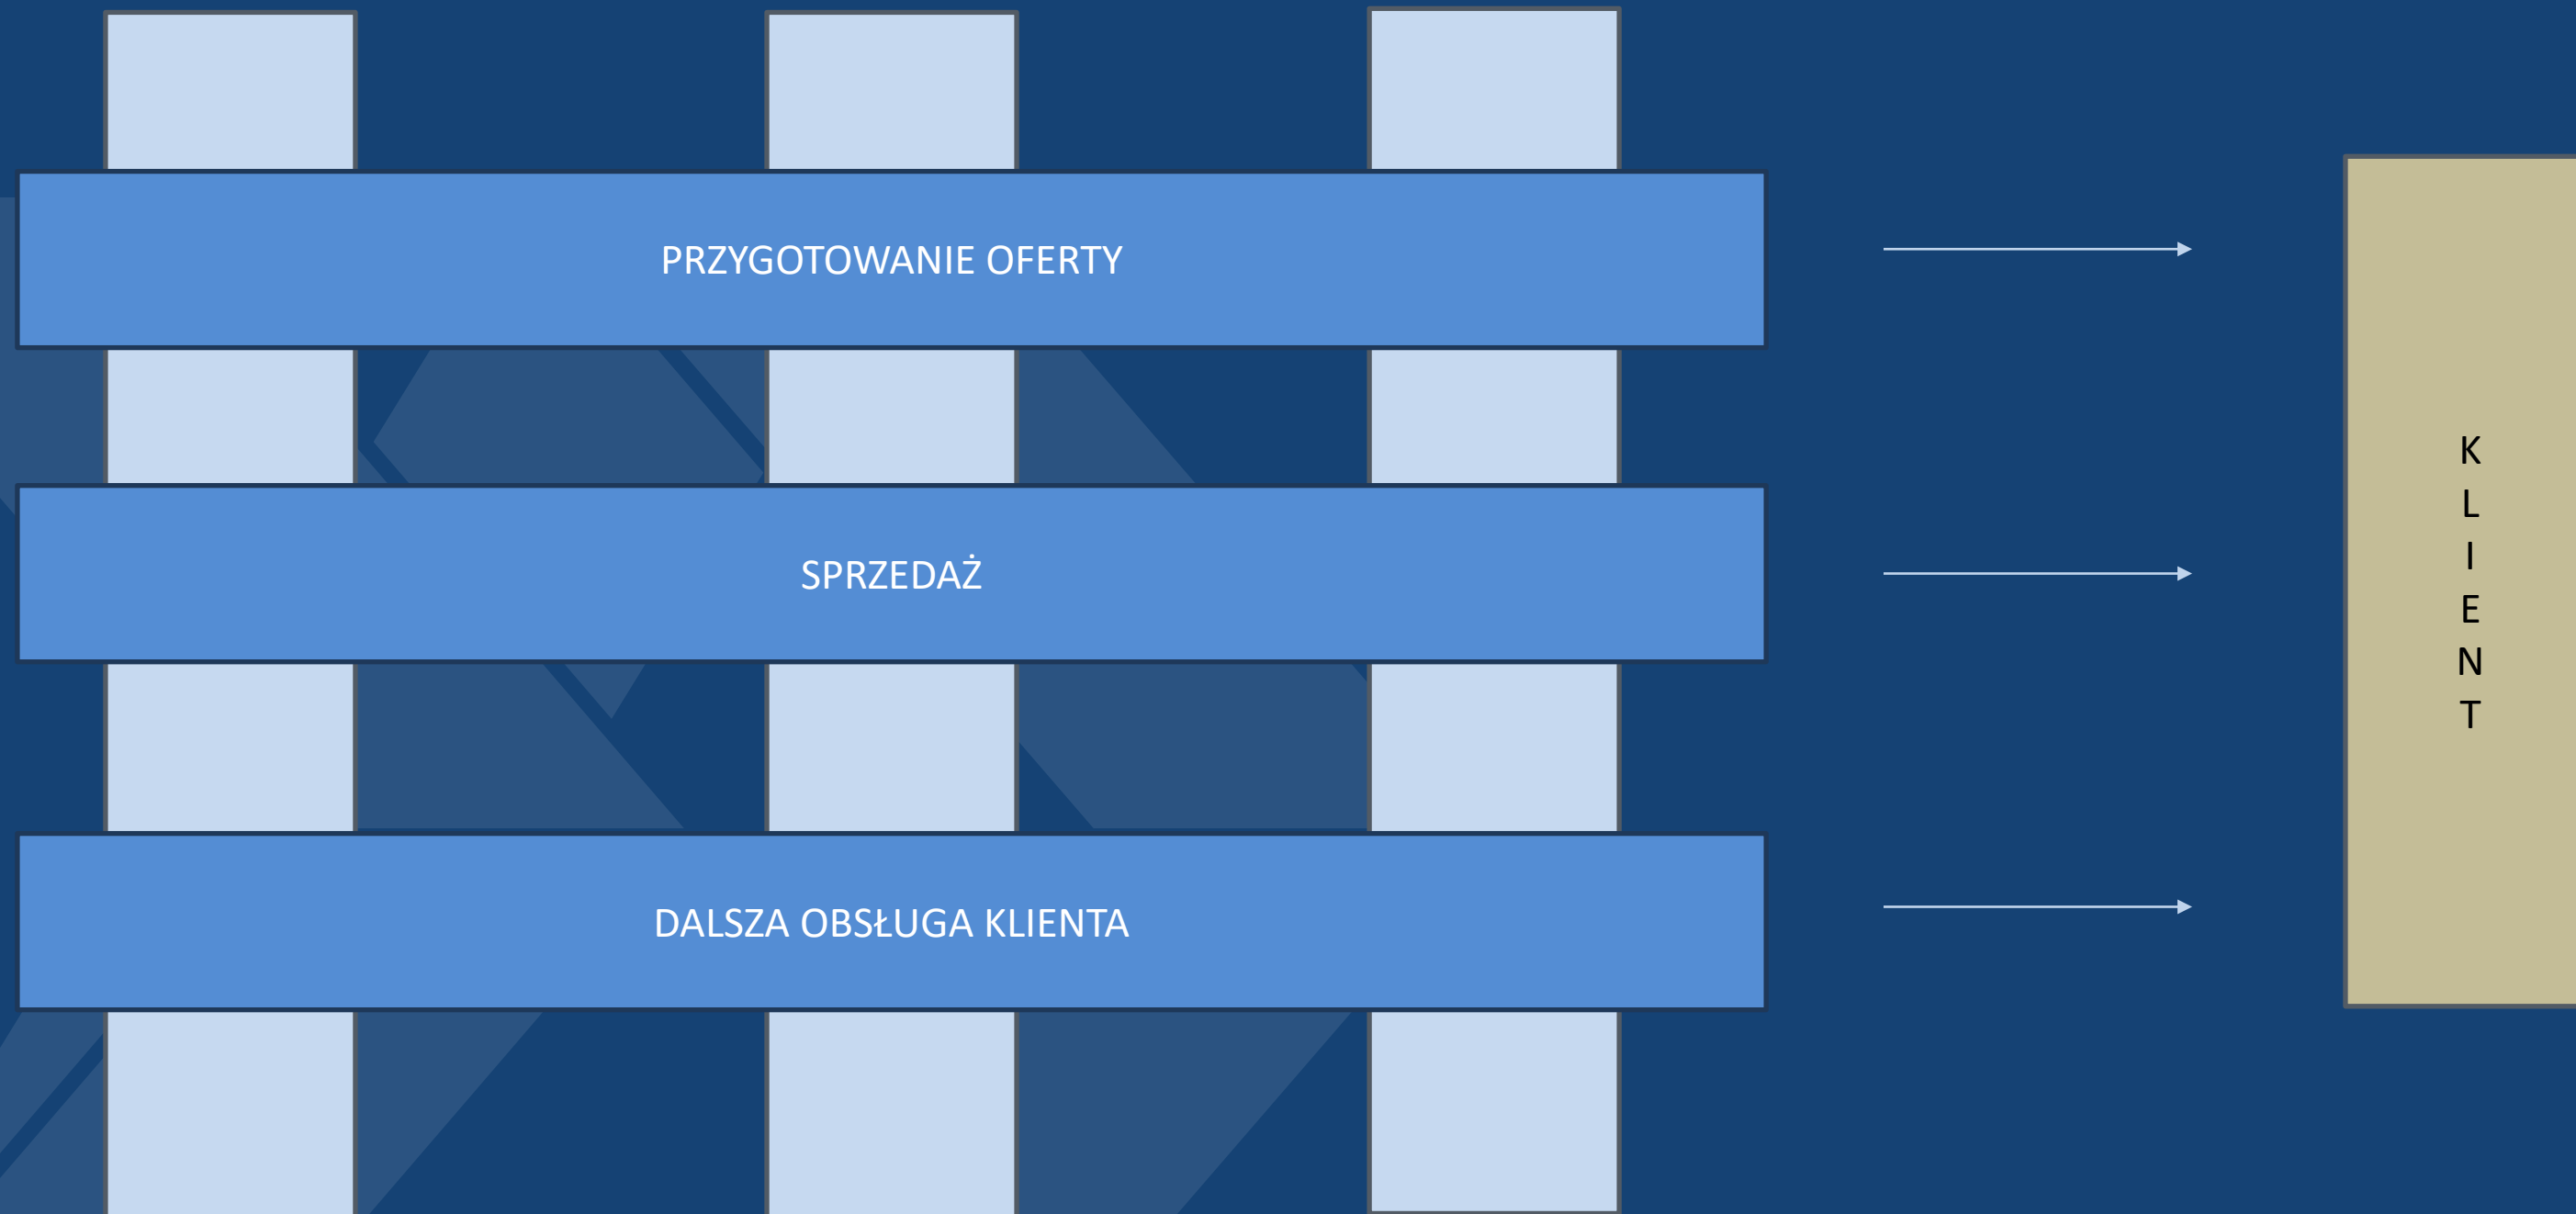 PRZYGOTOWANIE OFERTY
SPRZEDAŻ
DALSZA OBSŁUGA KLIENTA
K
L
I
E
N
T